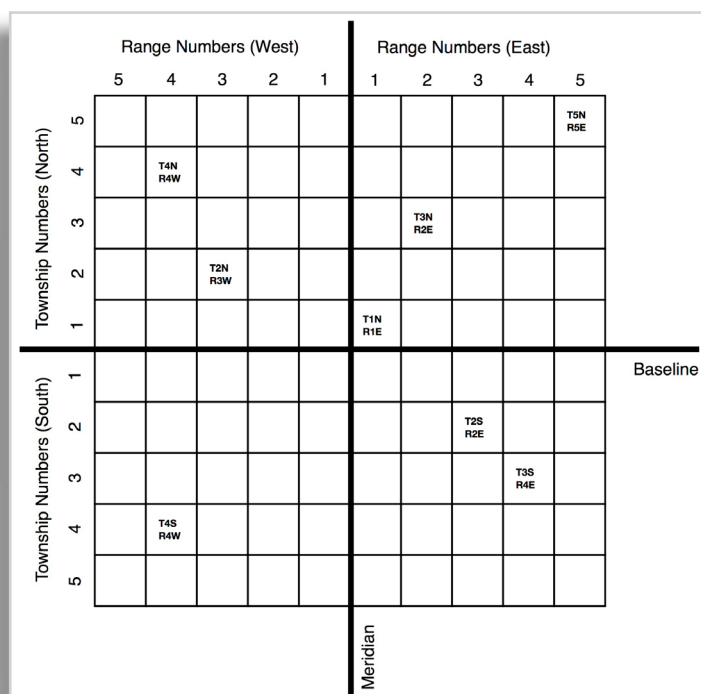 Range Numbers (West)
Range Numbers (East)
5 4 3 2 1 1 2 3 4 5
Township Numbers (North)
5
4
3
2
1
T5N
R5E
T4N
R4W
T3N
R2E
T2N
R3W
T1N
R1E
Baseline
Township Numbers (South)
1
2
3
4
5
T2S
R2E
T3S
R4E
T4S
R4W
Meridian